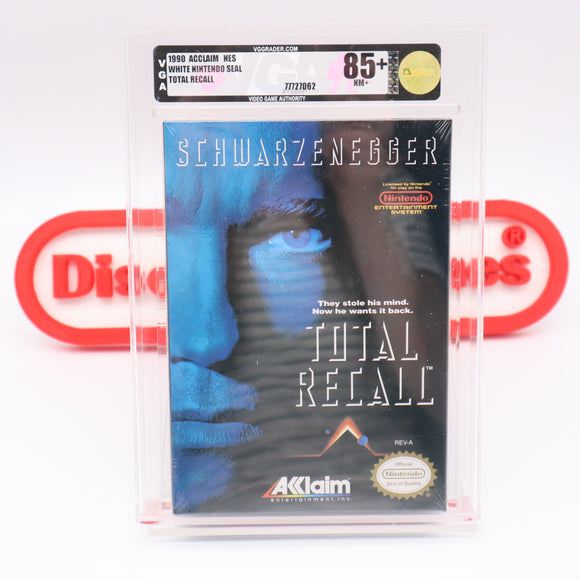 VGGRADER.COM
VGA
1990 ACCLAIM NES
WHITE NINTENDO SEAL
TOTAL RECALL
77727062
85+
NM+
VIDEO GAME AUTHORITY
SCHWARZENEGGER
Licensed by Nintendo®
for play on the
Nintendo
ENTERTAINMENT
SYSTEM®
They stole his mind.
Now he wants it back.
TOTAL
RECALL™
REV-A
Official
Nintendo
Seal of Quality
AKKlaim
entertainment, inc.